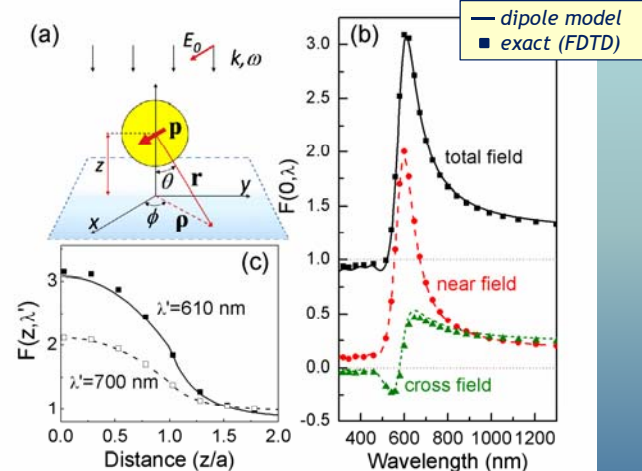 dipole model
exact (FDTD)
(a)
E₀
k,ω
p
z
θ
r
y
x
ϕ
ρ
(b)
F(0,λ)
3.0
2.5
2.0
1.5
1.0
0.5
0.0
-0.5
total field
near field
cross field
400 600 800 1000 1200
Wavelength (nm)
(c)
F(z,λ')
3
2
1
λ'=610 nm
λ'=700 nm
0.0 0.5 1.0 1.5 2.0
Distance (z/a)